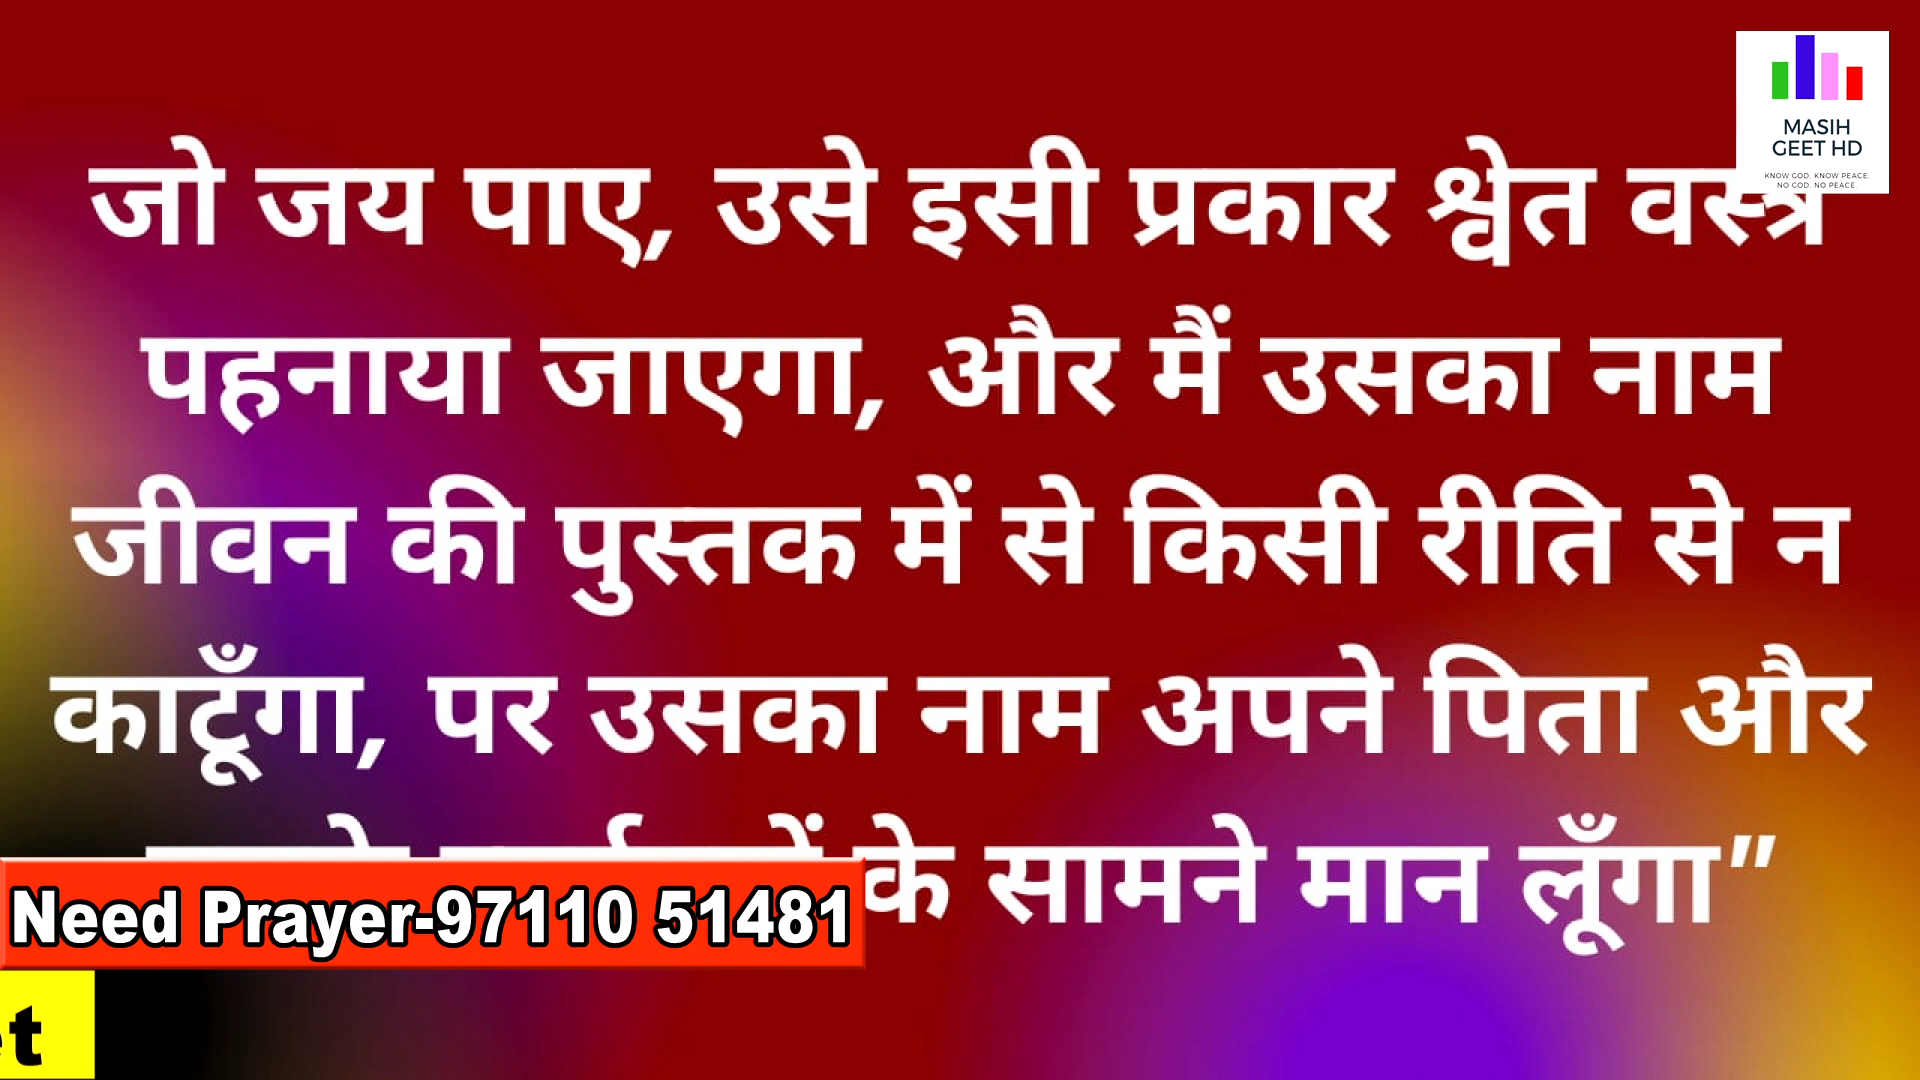 MASIH
GEET HD
KNOW GOD. KNOW PEACE.
NO GOD. NO PEACE.
जो जय पाए, उसे इसी प्रकार श्वेत वस्त्र
पहनाया जाएगा, और मैं उसका नाम
जीवन की पुस्तक में से किसी रीति से न
काटूँगा, पर उसका नाम अपने पिता और
के सामने मान लूँगा”
Need Prayer-97110 51481